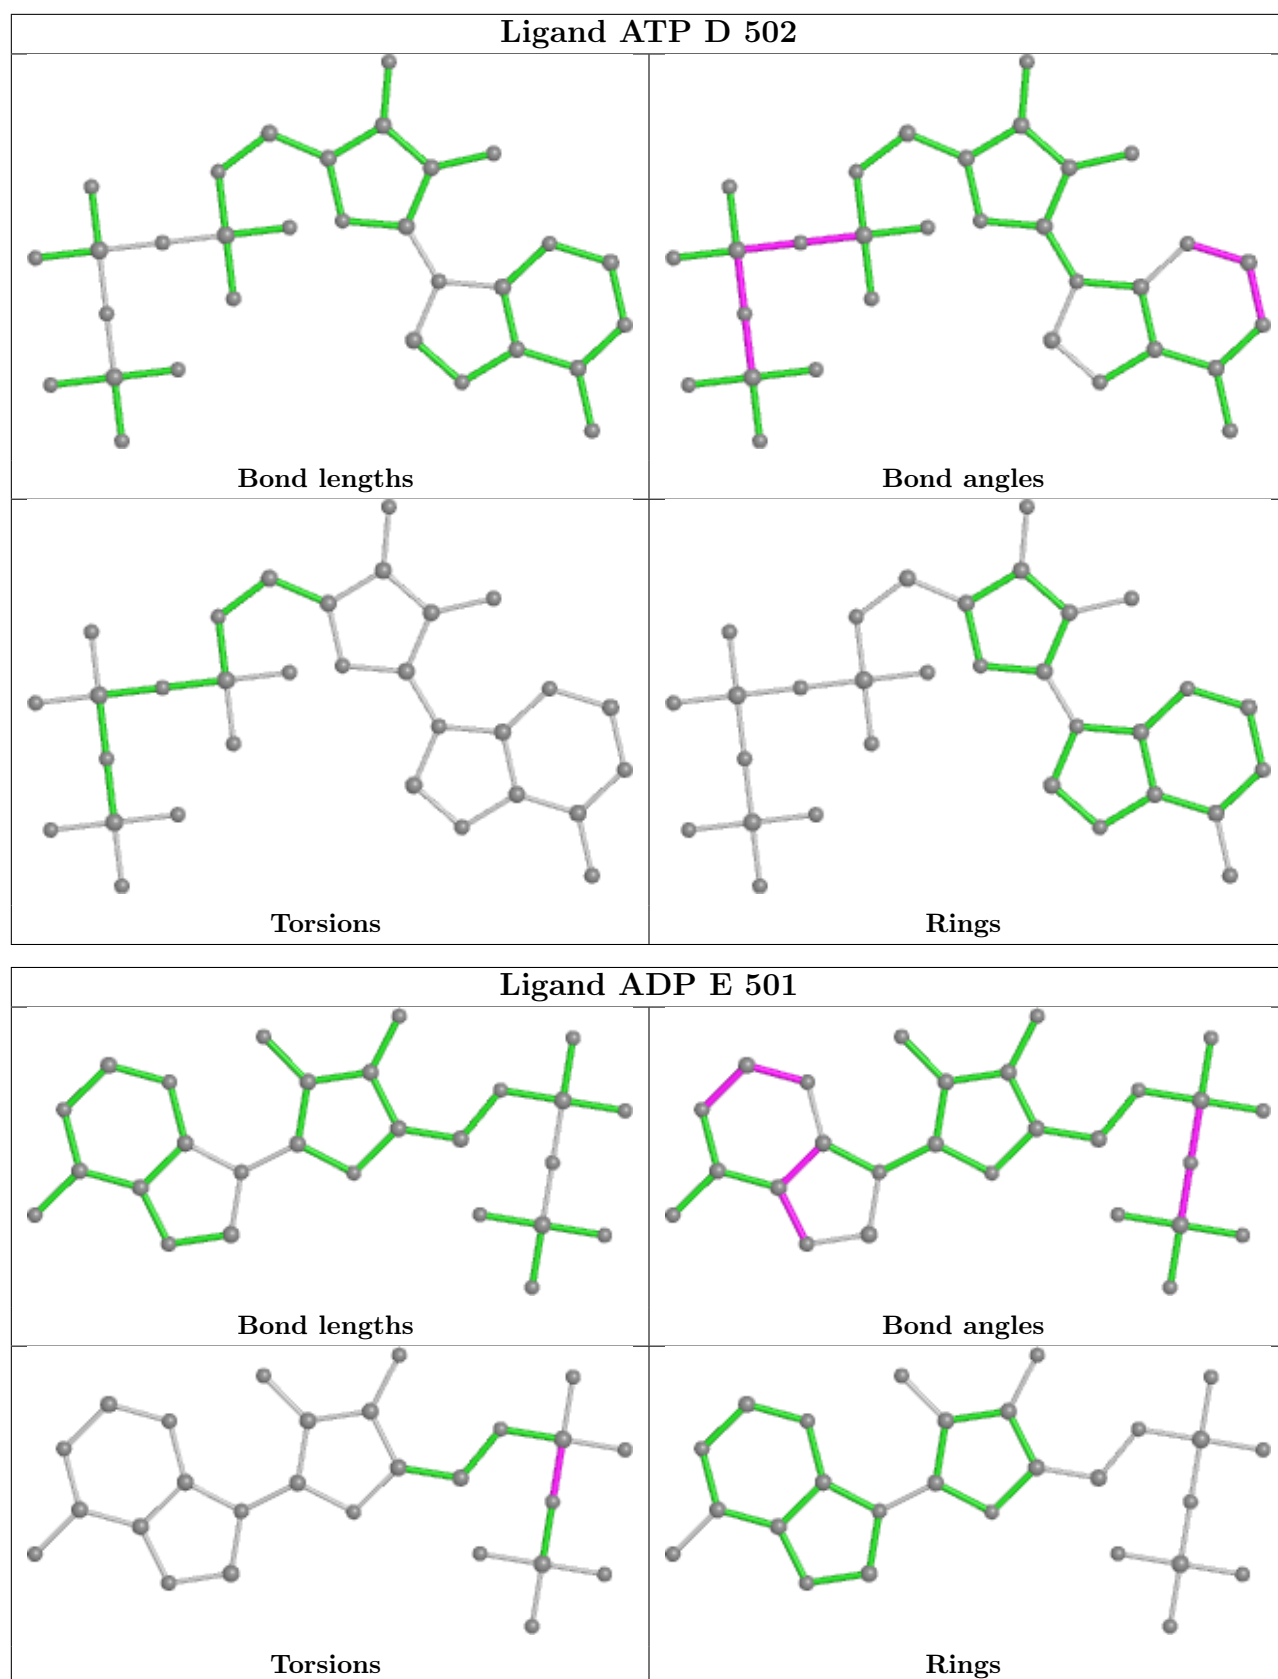 Ligand ATP D 502
Bond lengths
Bond angles
Torsions
Rings
Ligand ADP E 501
Bond lengths
Bond angles
Torsions
Rings